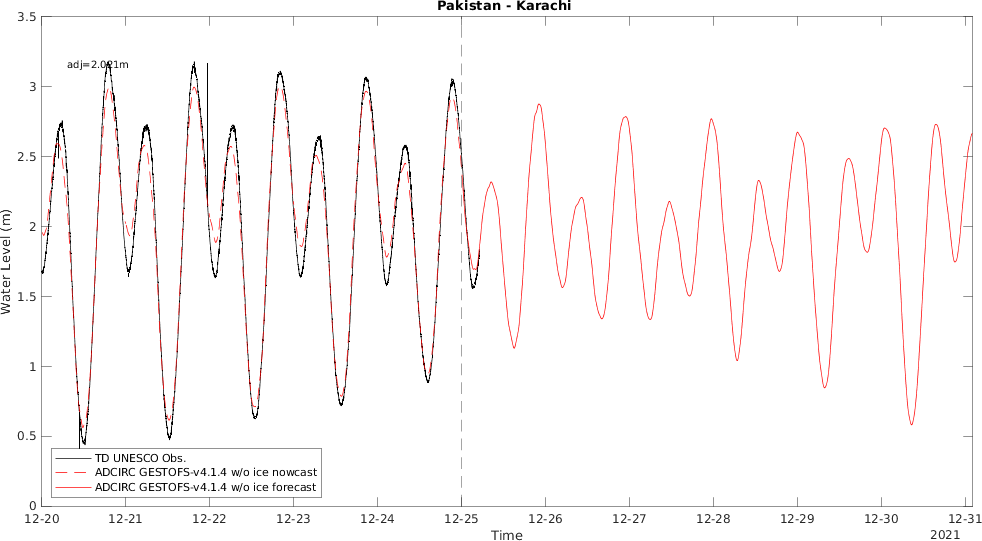 Pakistan - Karachi
3.5
adj=2.021m
3
2.5
2
1.5
1
0.5
0
Water Level (m)
TD UNESCO Obs.
ADCIRC GESTOFS-v4.1.4 w/o ice nowcast
ADCIRC GESTOFS-v4.1.4 w/o ice forecast
12-20 12-21 12-22 12-23 12-24 12-25 12-26 12-27 12-28 12-29 12-30 12-31
Time
2021